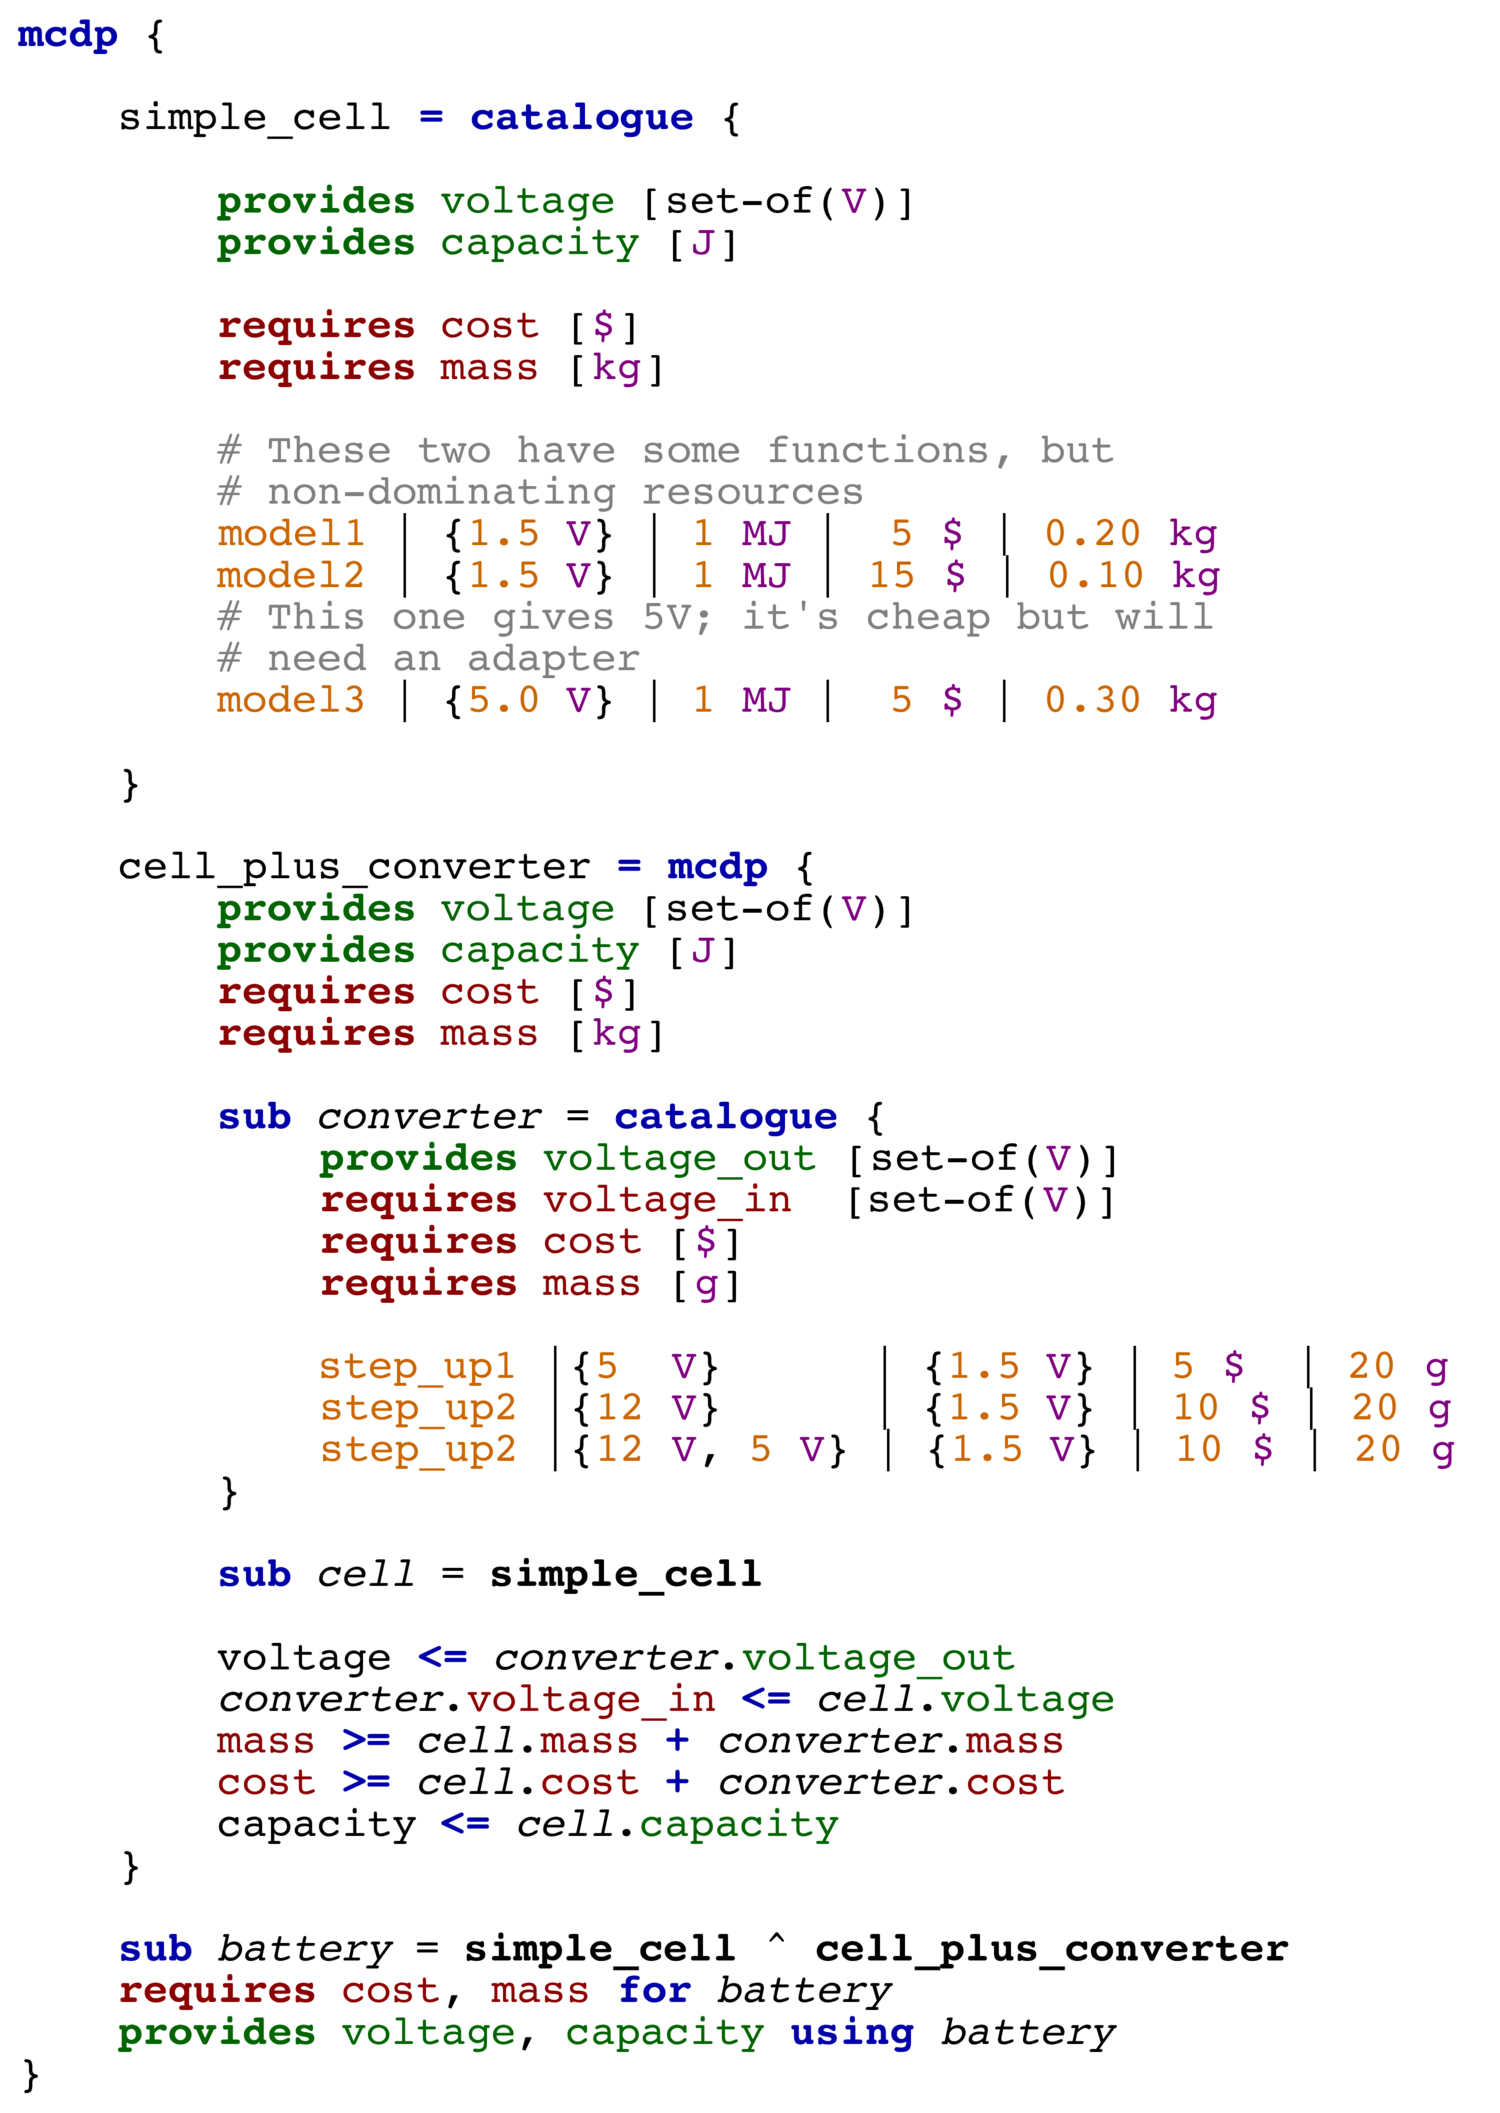 mcdp {
simple_cell = catalogue {
provides voltage [set-of(V)]
provides capacity [J]
requires cost [$]
requires mass [kg]
# These two have some functions, but
# non-dominating resources
model1 | {1.5 V} | 1 MJ | 5 $ | 0.20 kg
model2 | {1.5 V} | 1 MJ | 15 $ | 0.10 kg
# This one gives 5V; it's cheap but will
# need an adapter
model3 | {5.0 V} | 1 MJ | 5 $ | 0.30 kg
}
cell_plus_converter = mcdp {
provides voltage [set-of(V)]
provides capacity [J]
requires cost [$]
requires mass [kg]
sub converter = catalogue {
provides voltage_out [set-of(V)]
requires voltage_in [set-of(V)]
requires cost [$]
requires mass [g]
step_up1 |{5 V} | {1.5 V} | 5 $ | 20 g
step_up2 |{12 V} | {1.5 V} | 10 $ | 20 g
step_up2 |{12 V, 5 V} | {1.5 V} | 10 $ | 20 g
}
sub cell = simple_cell
voltage <= converter.voltage_out
converter.voltage_in <= cell.voltage
mass >= cell.mass + converter.mass
cost >= cell.cost + converter.cost
capacity <= cell.capacity
}
sub battery = simple_cell ^ cell_plus_converter
requires cost, mass for battery
provides voltage, capacity using battery
}